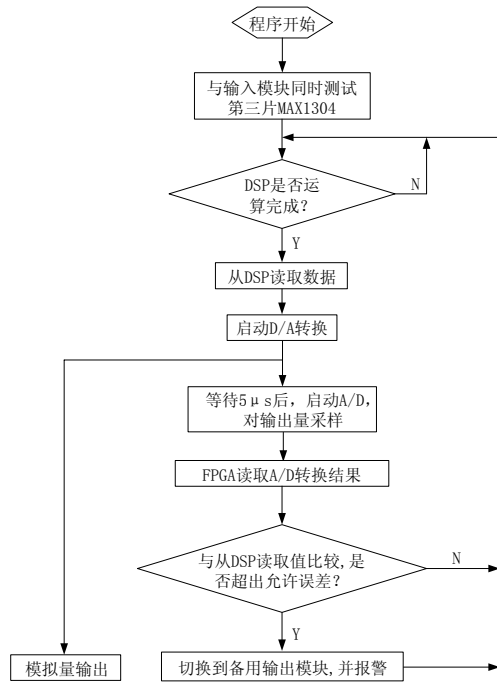 程序开始
与输入模块同时测试
第三片MAX1304
DSP是否运
算完成?
N
Y
从DSP读取数据
启动D/A转换
等待5μs后，启动A/D,
对输出量采样
FPGA读取A/D转换结果
与从DSP读取值比较,是
否超出允许误差?
N
Y
模拟量输出
切换到备用输出模块,并报警